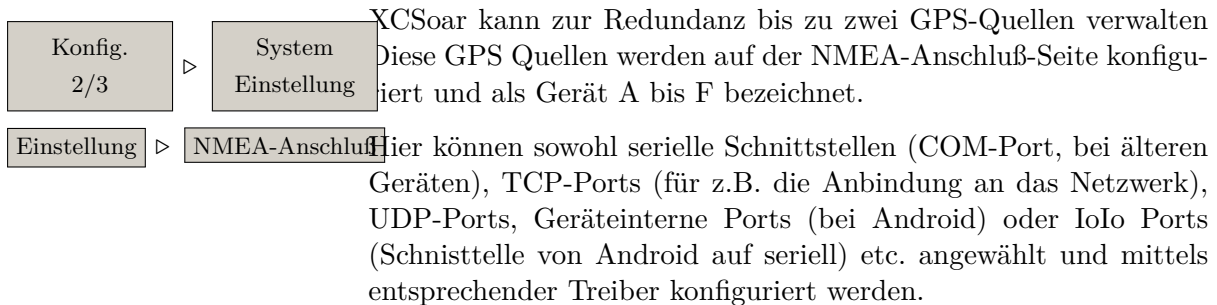 Konfig.
2/3
▷
System
Einstellung
Einstellung ▷ NMEA-Anschluß
XCSoar kann zur Redundanz bis zu zwei GPS-Quellen verwalten
Diese GPS Quellen werden auf der NMEA-Anschluß-Seite konfigu-
riert und als Gerät A bis F bezeichnet.
Hier können sowohl serielle Schnittstellen (COM-Port, bei älteren
Geräten), TCP-Ports (für z.B. die Anbindung an das Netzwerk),
UDP-Ports, Geräteinterne Ports (bei Android) oder IoIo Ports
(Schnisttelle von Android auf seriell) etc. angewählt und mittels
entsprechender Treiber konfiguriert werden.